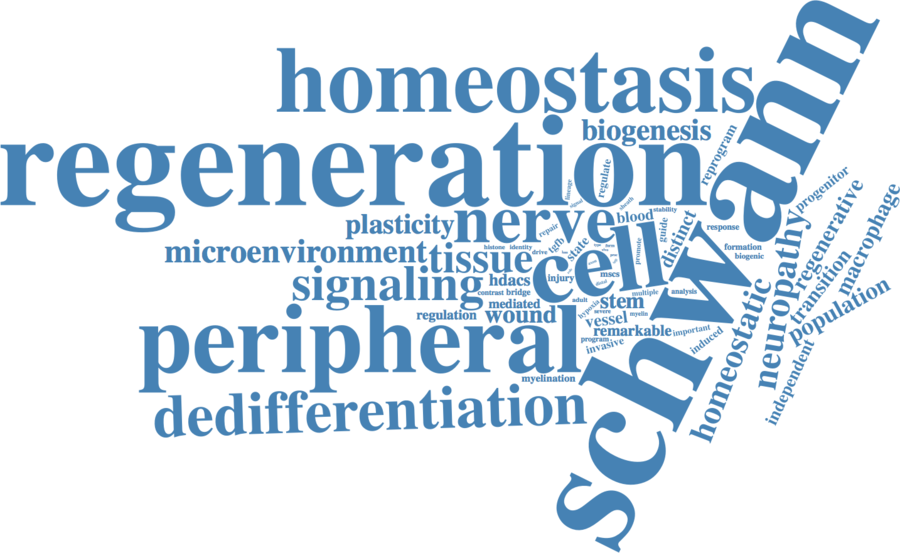 homeostasis
schwann
biogenesis
regeneration
reprogram
regulate
lineage
signal
sheath
progenitor
plasticity
nerve
blood
stability
regenerative
macrophage
repair
guide
distinct
response
neuropathy
microenvironment
tissue
histone
identity
drive
tgfb
state
cell
promote
formation
biogenic
transition
signaling
hdacs
injury
mscs
contrast
bridge
multiple
analysis
homeostatic
population
mediated
adult
stem
regulation
wound
hypoxia
severe
vessel
myelin
peripheral
remarkable
important
induced
independent
program
invasive
myelination
dedifferentiation